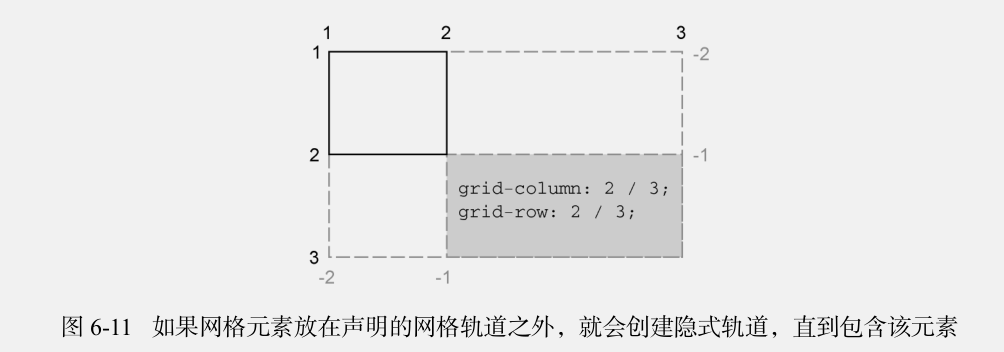 1 2 3
1 -2
2 -1
grid-column: 2 / 3;
grid-row: 2 / 3;
3
-2 -1
图 6-11 如果网格元素放在声明的网格轨道之外，就会创建隐式轨道，直到包含该元素